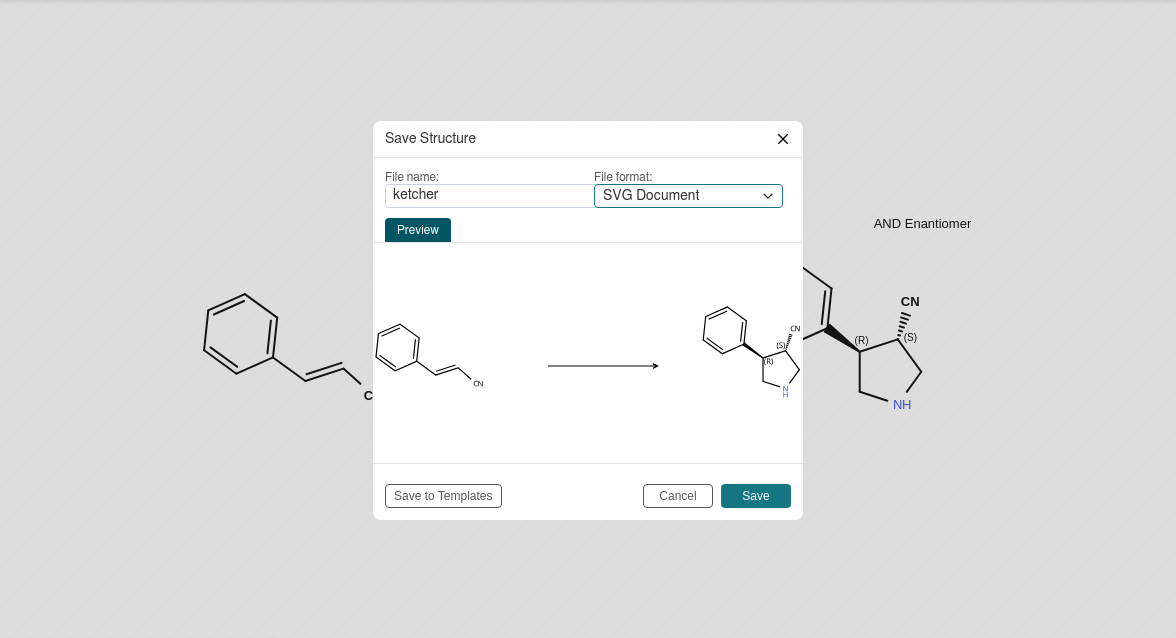 Save Structure
File name:
File format:
ketcher
SVG Document
Preview
AND Enantiomer
CN
(S)
(R)
NH
C
CN
CN
(S)
(R)
N
H
Save to Templates
Cancel
Save